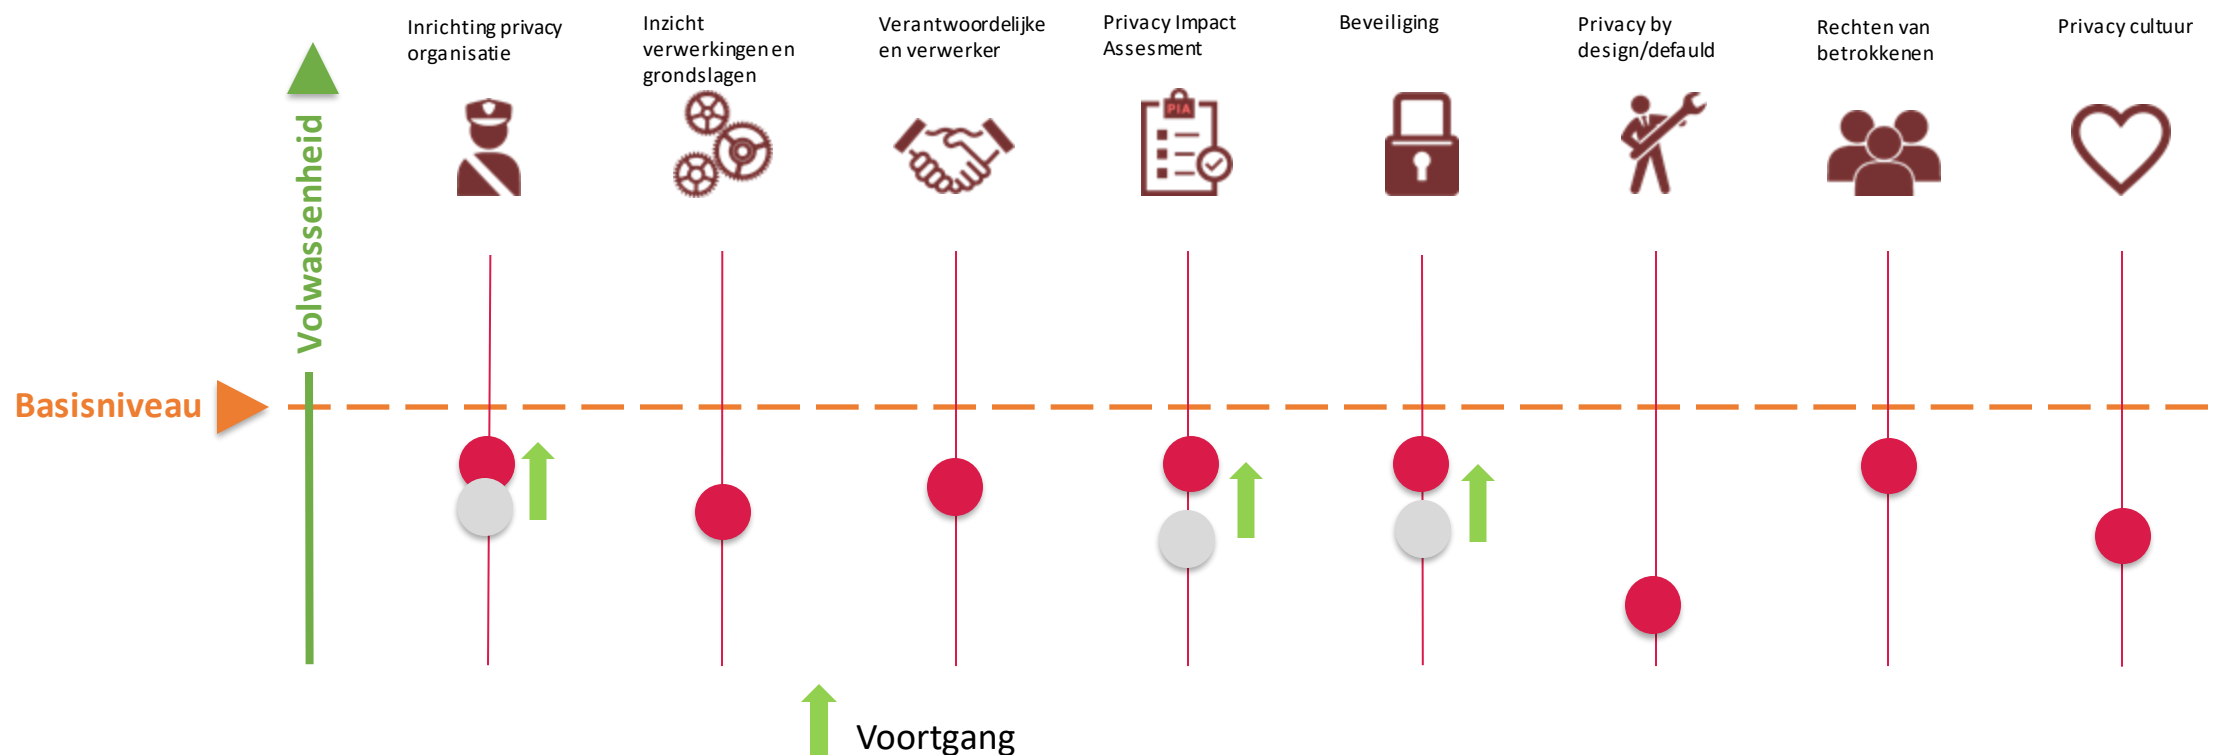 Inrichting privacy
organisatie
Inzicht
verwerkingen en
grondslagen
Verantwoordelijke
en verwerker
Privacy Impact
Assesment
Beveiliging
Privacy by
design/defauld
Rechten van
betrokkenen
Privacy cultuur
PIA
Volwassenheid
Basisniveau
Voortgang